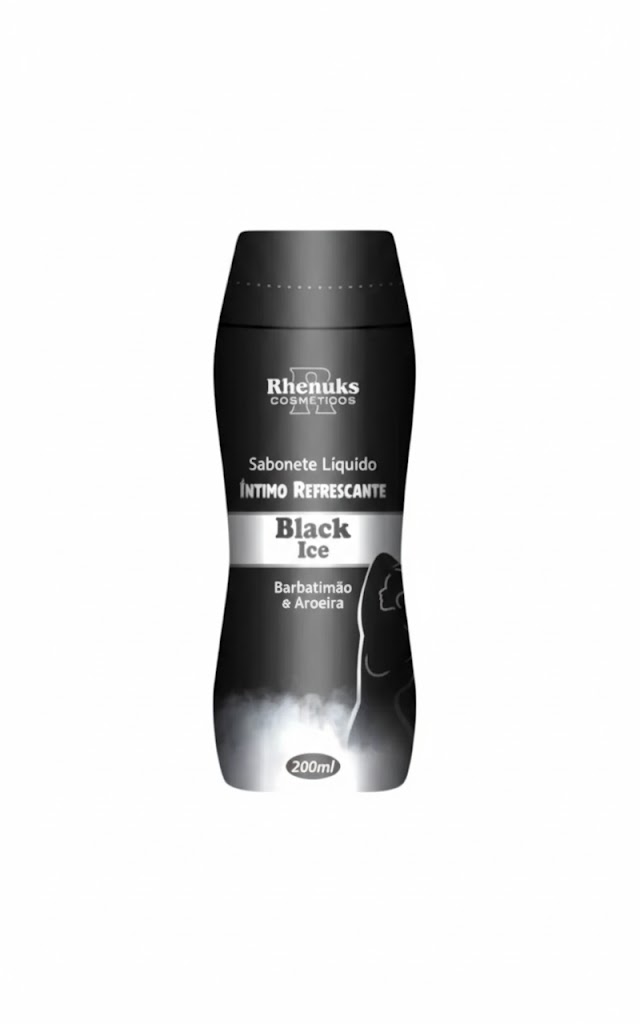 Rhenuks
COSMÉTICOS
Sabonete Líquido
ÍNTIMO REFRESCANTE
Black
Ice
Barbatimão
& Aroeira
200ml